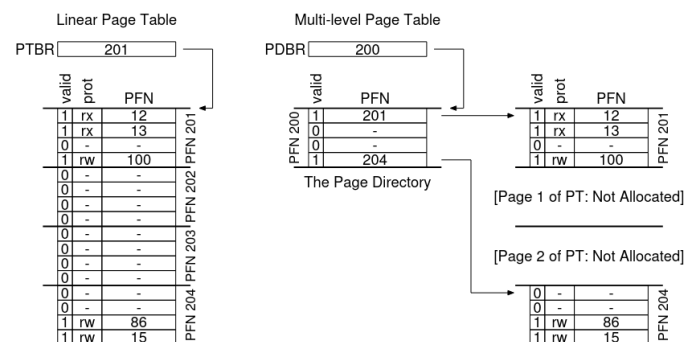 Linear Page Table
PTBR 201
valid prot PFN
1 rx 12
1 rx 13
0 - -
1 rw 100
PFN 201
0 - -
0 - -
0 - -
0 - -
PFN 202
0 - -
0 - -
0 - -
0 - -
PFN 203
0 - -
0 - -
1 rw 86
1 rw 15
PFN 204
Multi-level Page Table
PDBR 200
valid PFN
1 201
0 -
0 -
1 204
PFN 200
The Page Directory
valid prot PFN
1 rx 12
1 rx 13
0 - -
1 rw 100
PFN 201
[Page 1 of PT: Not Allocated]
[Page 2 of PT: Not Allocated]
0 - -
0 - -
1 rw 86
1 rw 15
PFN 204